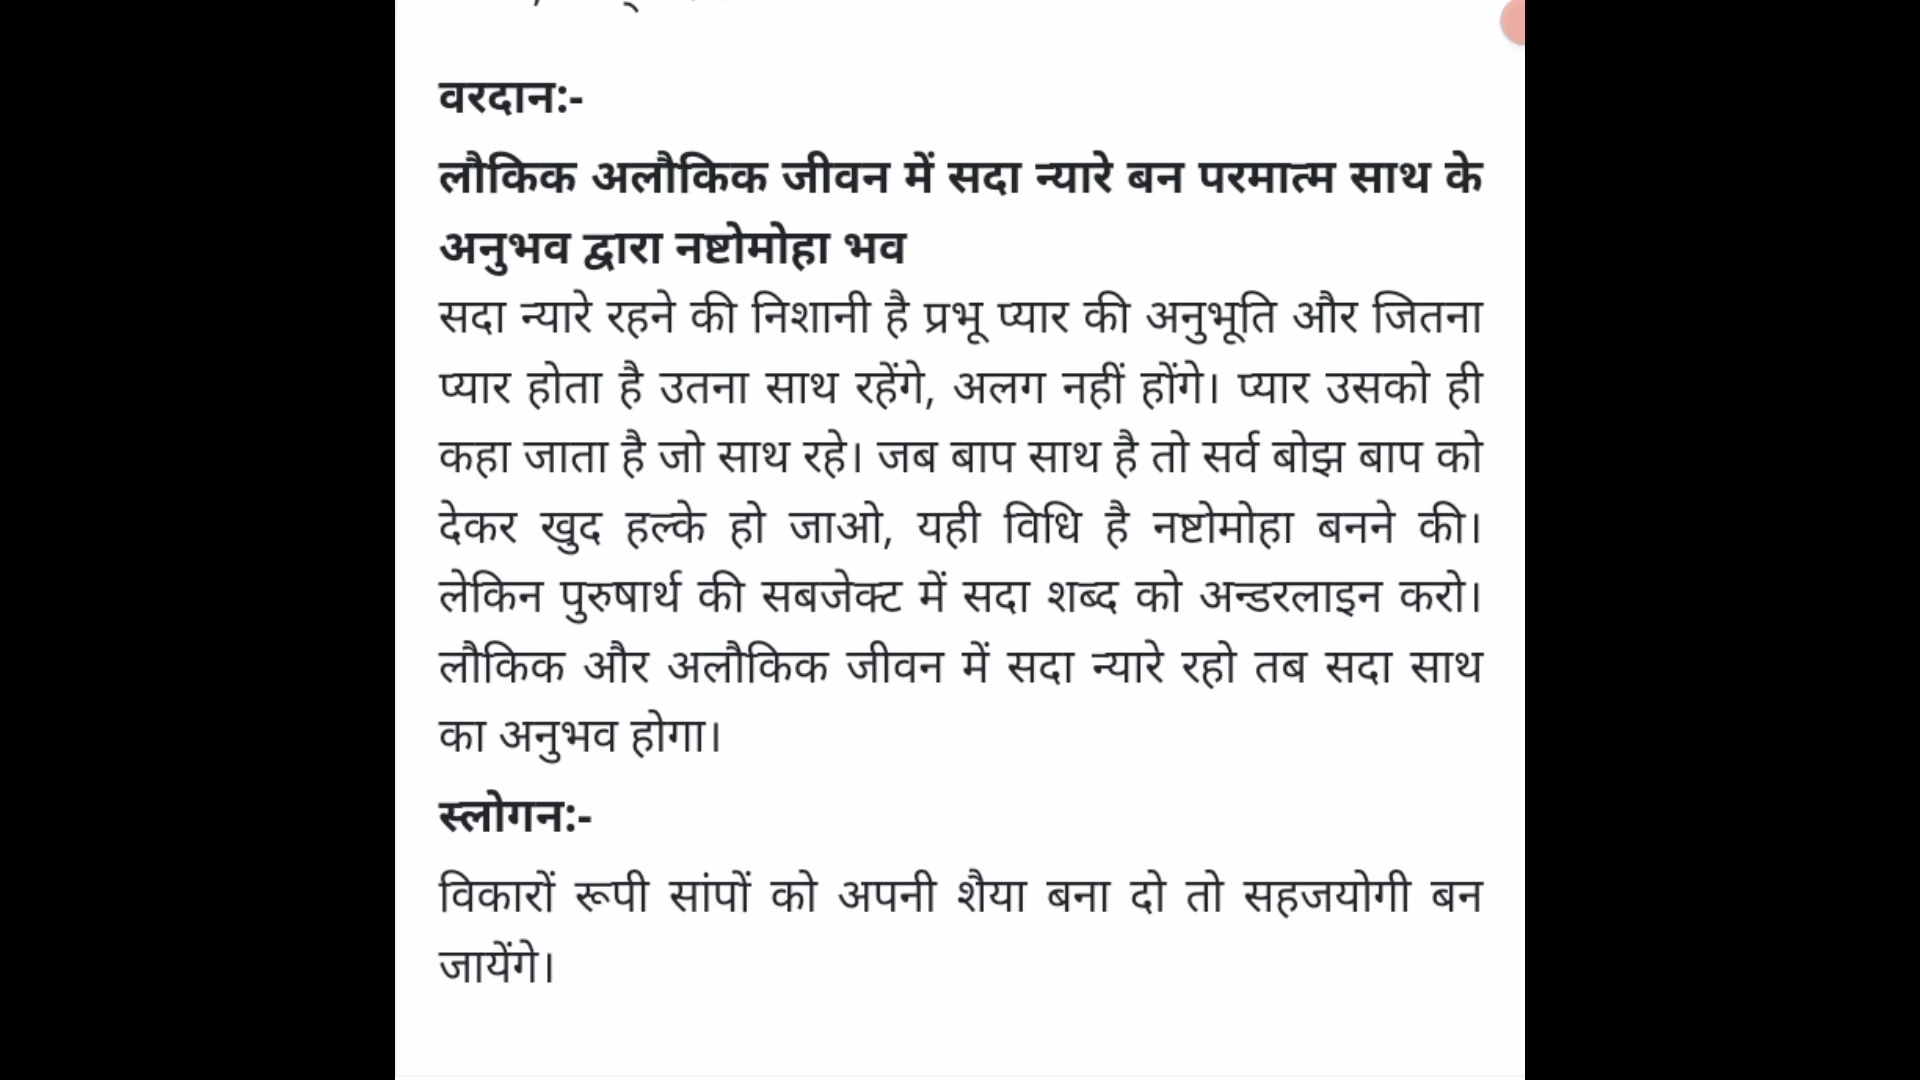 वरदान:-
लौकिक अलौकिक जीवन में सदा न्यारे बन परमात्म साथ के
अनुभव द्वारा नष्टोमोहा भव
सदा न्यारे रहने की निशानी है प्रभू प्यार की अनुभूति और जितना
प्यार होता है उतना साथ रहेंगे, अलग नहीं होंगे। प्यार उसको ही
कहा जाता है जो साथ रहे। जब बाप साथ है तो सर्व बोझ बाप को
देकर खुद हल्के हो जाओ, यही विधि है नष्टोमोहा बनने की।
लेकिन पुरुषार्थ की सबजेक्ट में सदा शब्द को अन्डरलाइन करो।
लौकिक और अलौकिक जीवन में सदा न्यारे रहो तब सदा साथ
का अनुभव होगा।
स्लोगन:-
विकारों रूपी सांपों को अपनी शैया बना दो तो सहजयोगी बन
जायेंगे।